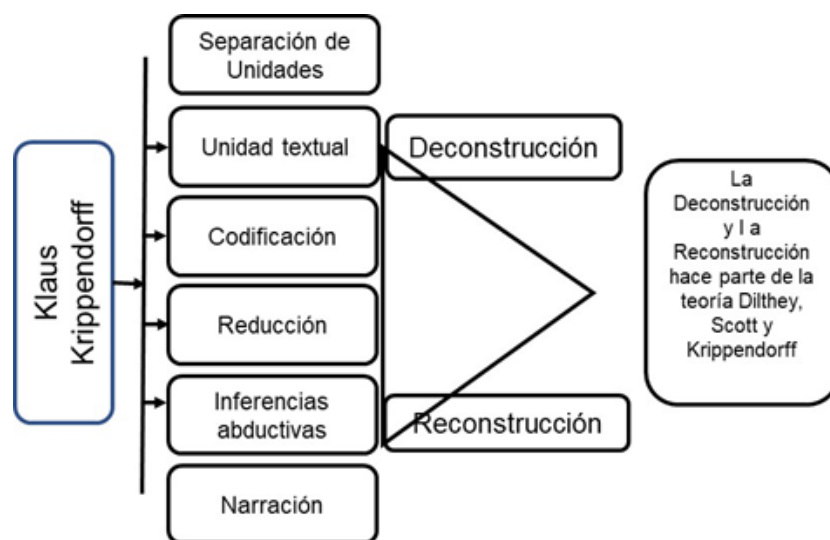 Klaus
Krippendorff
Separación de
Unidades
Unidad textual
Codificación
Reducción
Inferencias
abductivas
Narración
Deconstrucción
Reconstrucción
La
Deconstrucción
y l a
Reconstrucción
hace parte de la
teoría Dilthey,
Scott y
Krippendorff